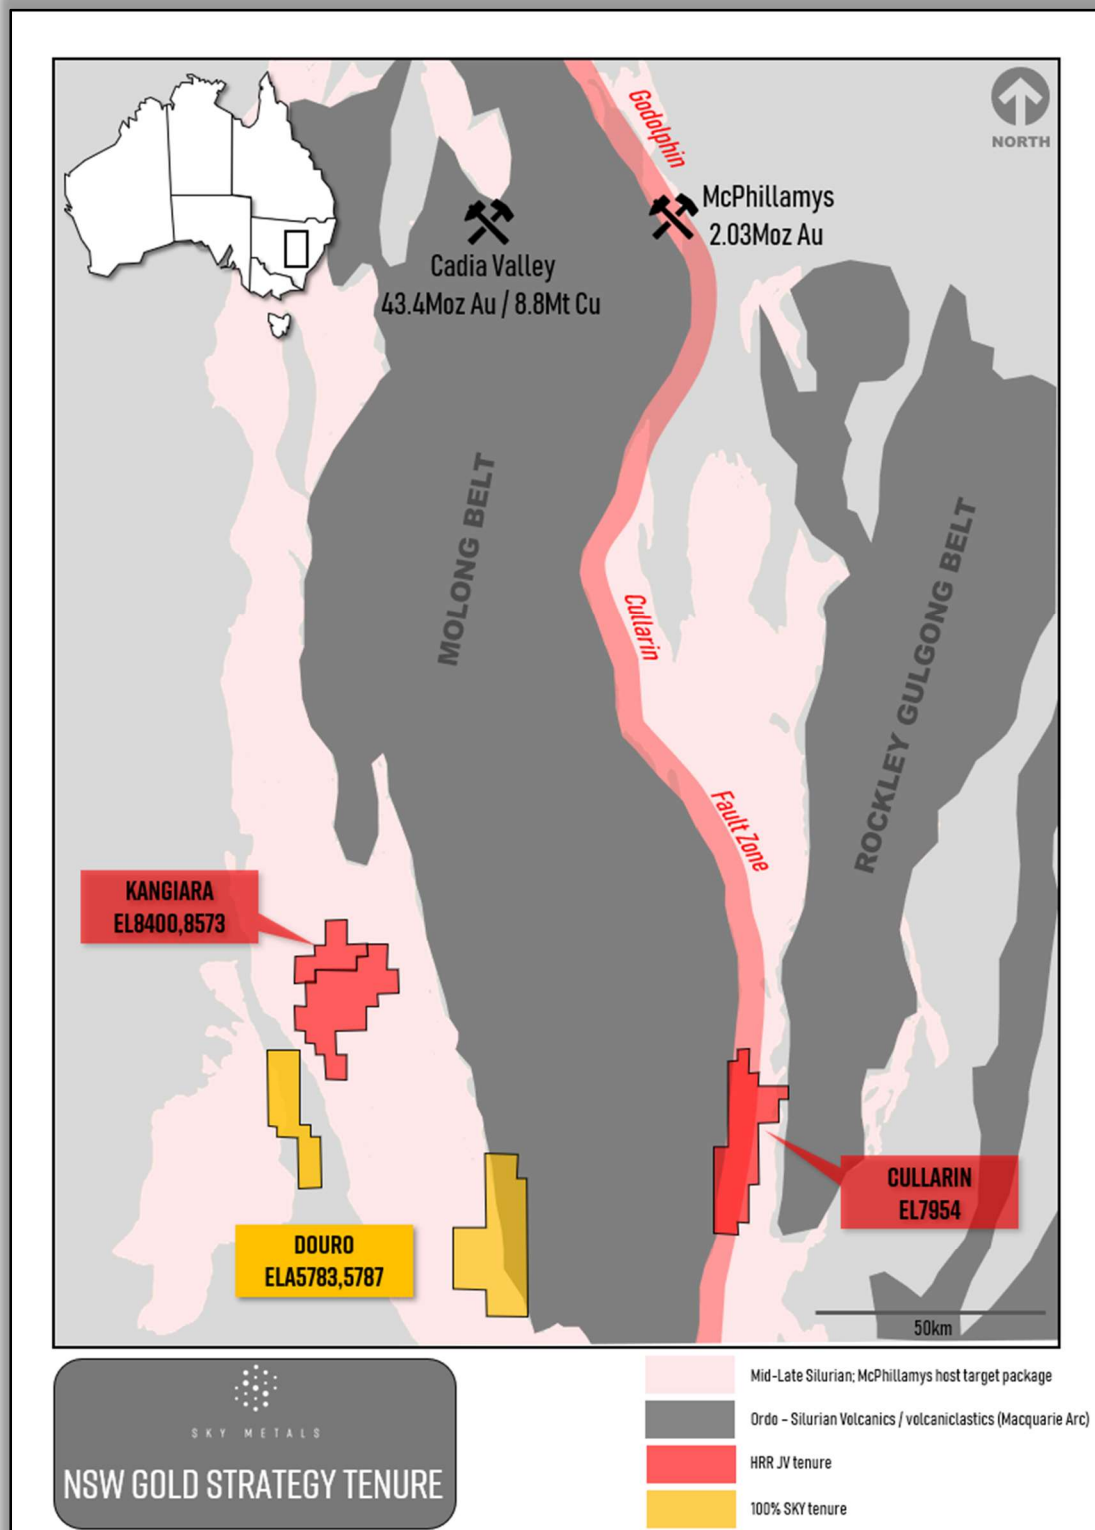 NORTH
Godolphin
McPhillamys
2.03Moz Au
Cadia Valley
43.4Moz Au / 8.8Mt Cu
MOLONG BELT
ROCKLEY GULGONG BELT
Cullarin
Fault Zone
KANGIARA
EL8400,8573
CULLARIN
EL7954
DOURO
ELA5783,5787
50km
SKY METALS
NSW GOLD STRATEGY TENURE
Mid-Late Silurian; McPhillamys host target package
Ordo - Silurian Volcanics / volcaniclastics (Macquarie Arc)
HRR JV tenure
100% SKY tenure